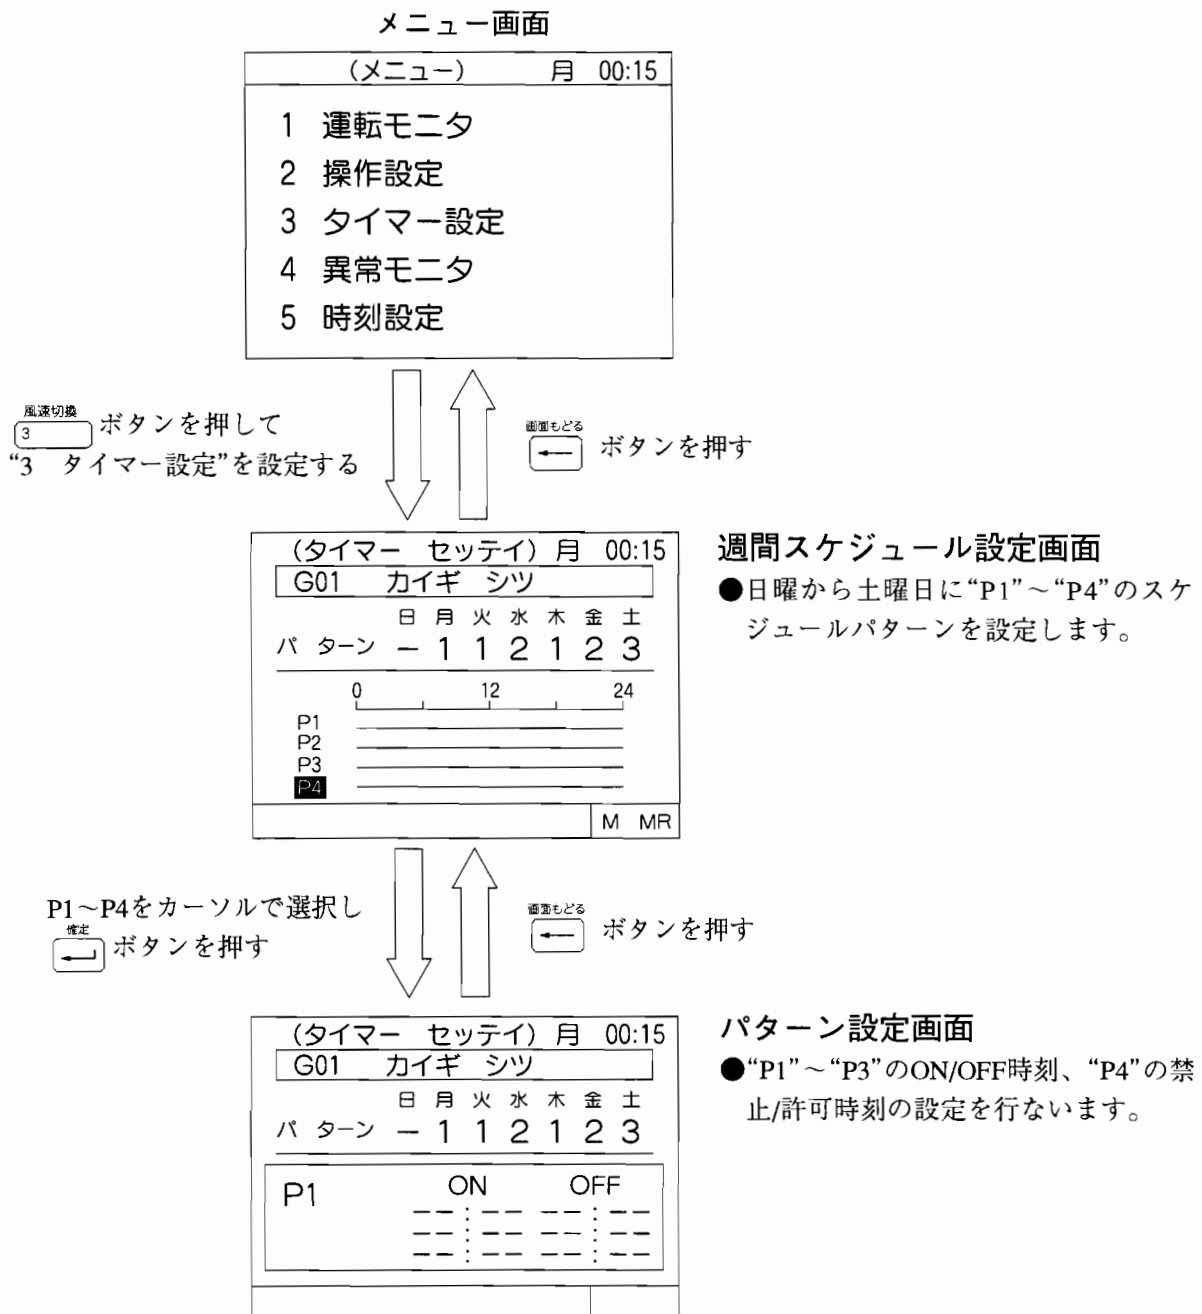 メニュー画面
(メニュー) 月 00:15
1 運転モニタ
2 操作設定
3 タイマー設定
4 異常モニタ
5 時刻設定
風速切換
3 ボタンを押して
“3 タイマー設定”を設定する
画面もどる
← ボタンを押す
(タイマー セッテイ) 月 00:15
G01 カイギ シツ
日 月 火 水 木 金 土
パ ターン – 1 1 2 1 2 3
0 12 24
P1
P2
P3
P4
M MR
週間スケジュール設定画面
●日曜から土曜日に“P1”～“P4”のスケ
ジュールパターンを設定します。
P1～P4をカーソルで選択し
確定
ボタンを押す
画面もどる
← ボタンを押す
(タイマー セッテイ) 月 00:15
G01 カイギ シツ
日 月 火 水 木 金 土
パ ターン – 1 1 2 1 2 3
P1 ON OFF
– – : – – – – : – –
– – : – – – – : – –
– – : – – – – : – –
パターン設定画面
●“P1”～“P3”のON/OFF時刻、“P4”の禁
止/許可時刻の設定を行ないます。